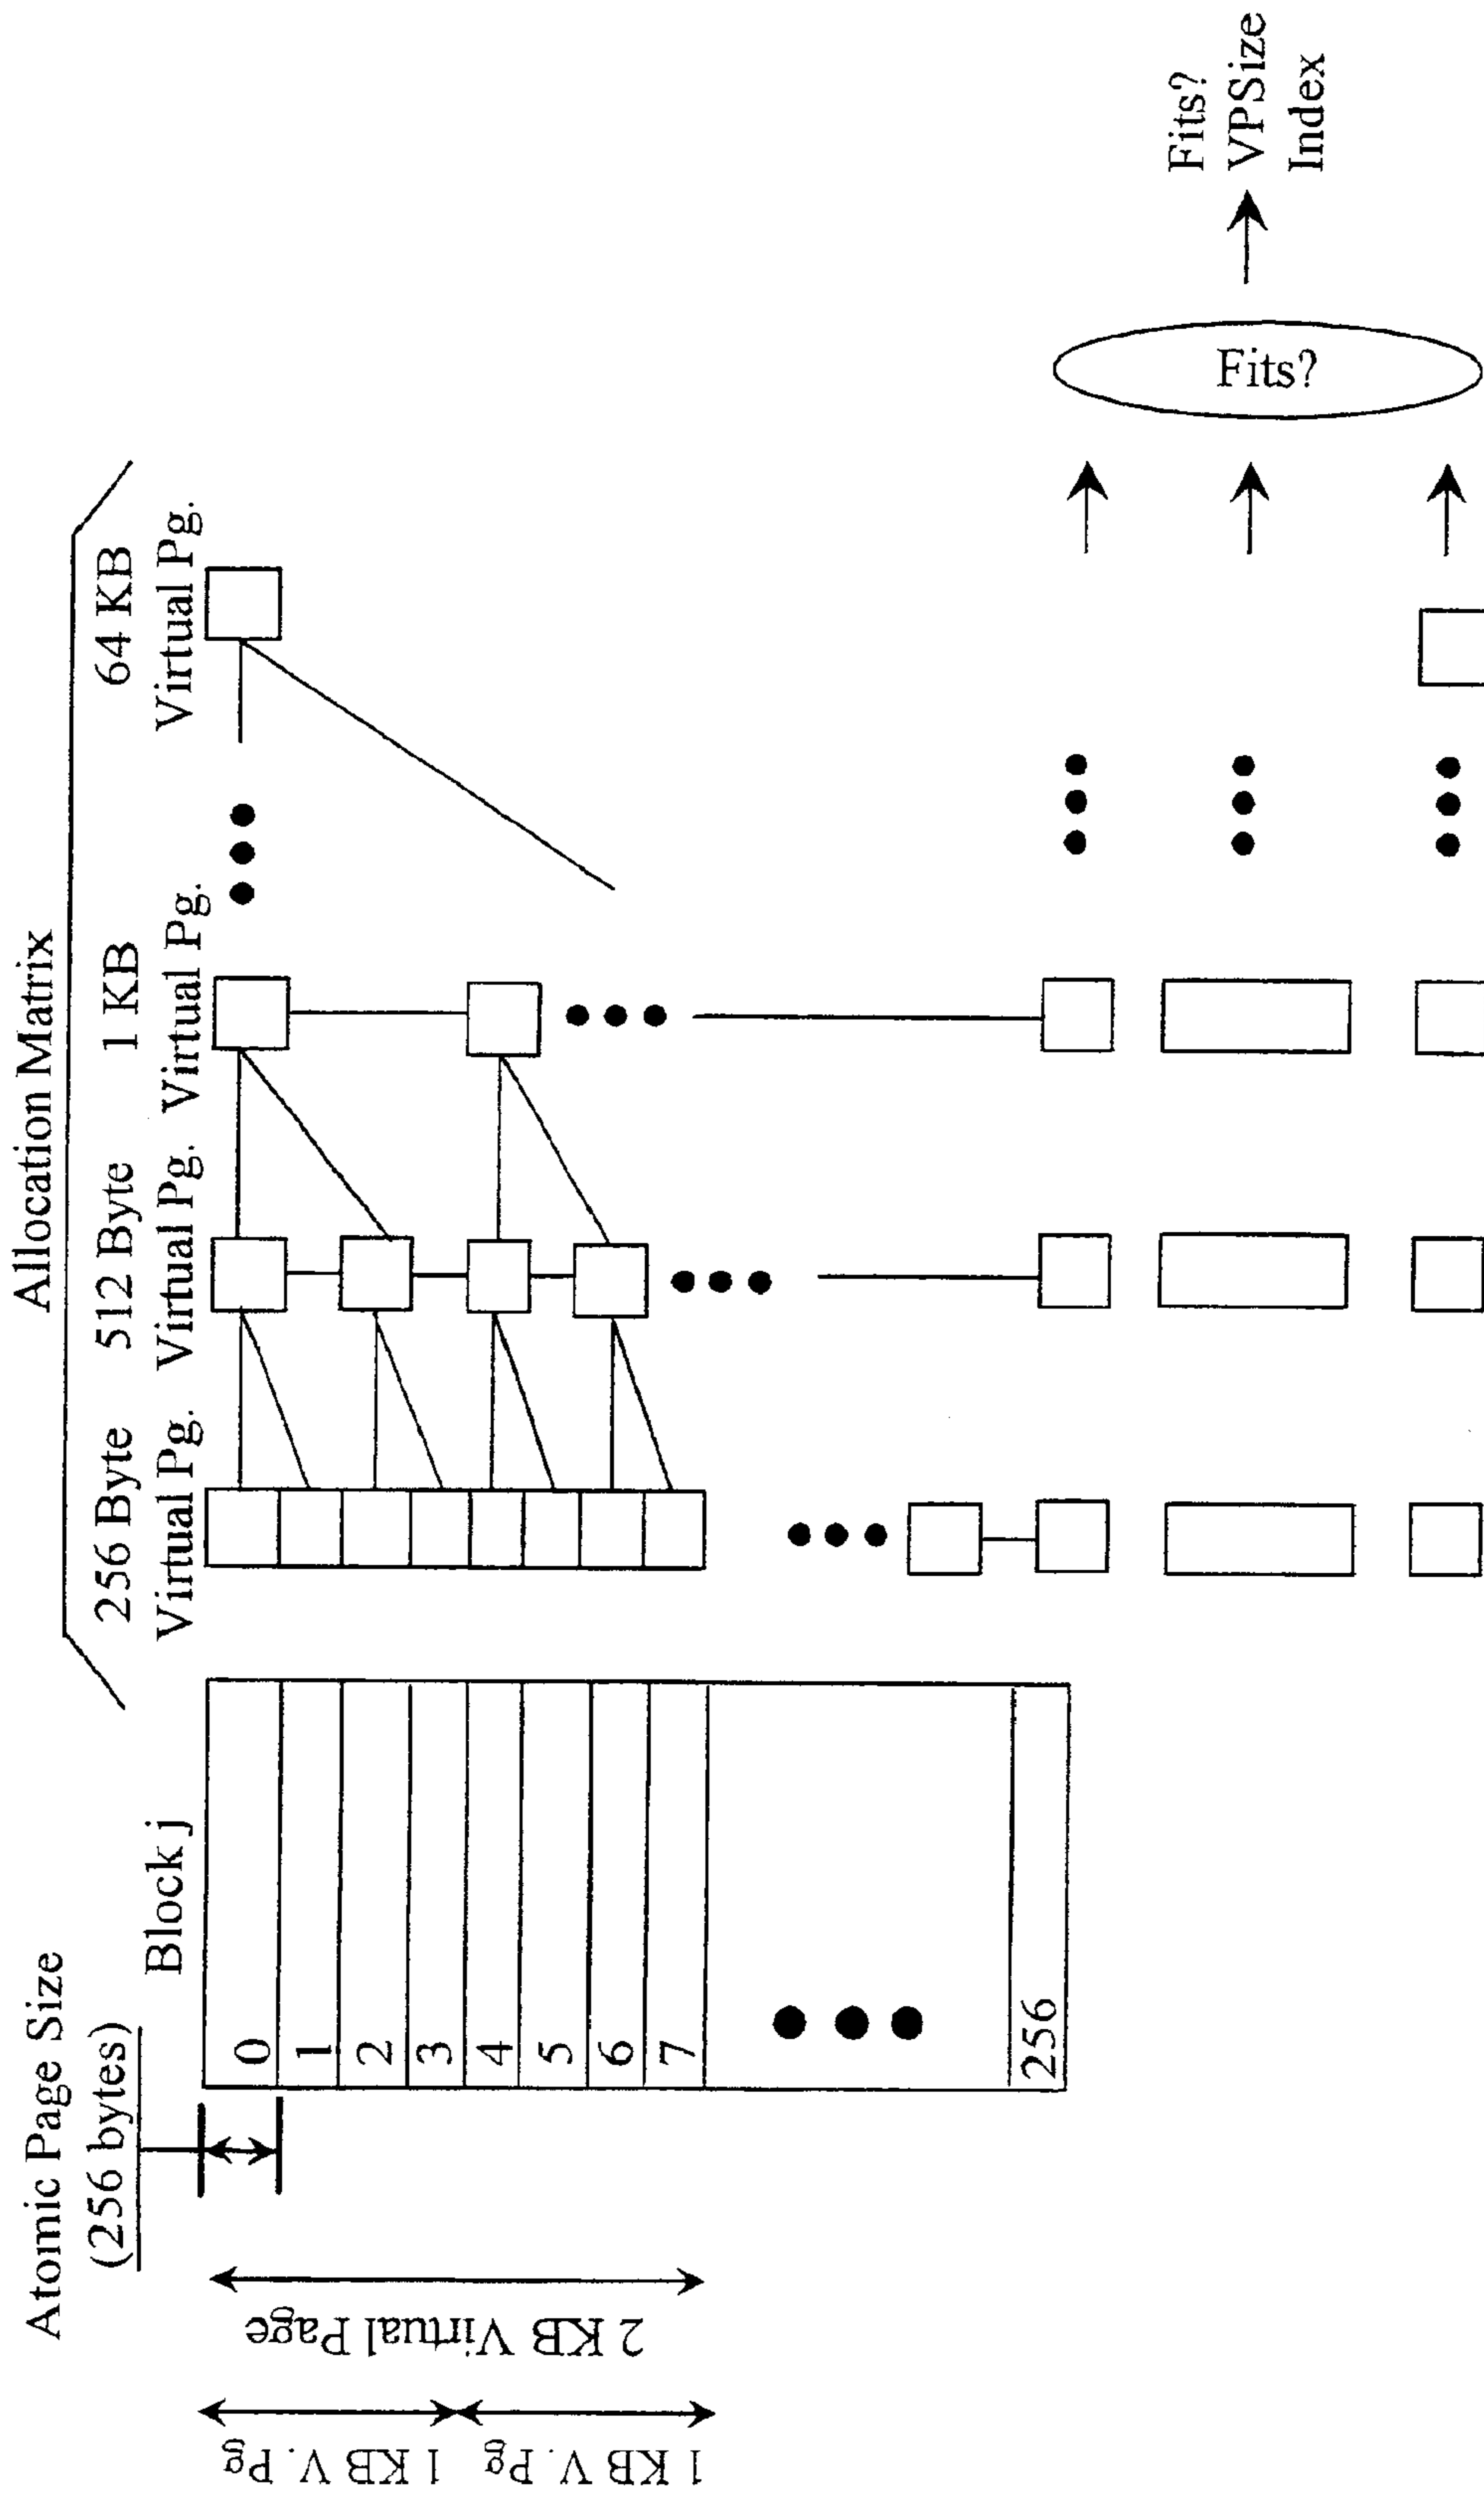 Allocation Matrix
Atomic Page Size
(256 bytes)
Block j
256 Byte
Virtual Pg.
512 Byte
Virtual Pg.
1 KB
Virtual Pg.
64 KB
Virtual Pg.
0
1
2
3
4
5
6
7
256
2 KB Virtual Page
1 KB V. Pg
1 KB V. Pg
Fits?
Fits?
VPSize
Index